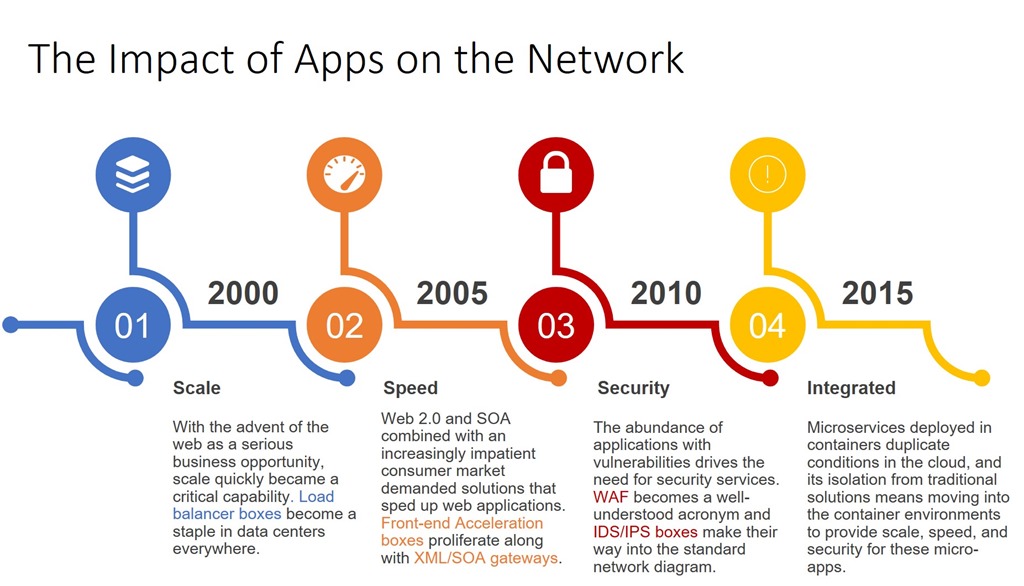 The Impact of Apps on the Network
01
2000
02
2005
03
2010
04
2015
Scale
With the advent of the
web as a serious
business opportunity,
scale quickly became a
critical capability. Load
balancer boxes become a
staple in data centers
everywhere.
Speed
Web 2.0 and SOA
combined with an
increasingly impatient
consumer market
demanded solutions that
sped up web applications.
Front-end Acceleration
boxes proliferate along
with XML/SOA gateways.
Security
The abundance of
applications with
vulnerabilities drives the
need for security services.
WAF becomes a well-
understood acronym and
IDS/IPS boxes make their
way into the standard
network diagram.
Integrated
Microservices deployed in
containers duplicate
conditions in the cloud, and
its isolation from traditional
solutions means moving into
the container environments
to provide scale, speed, and
security for these micro-
apps.